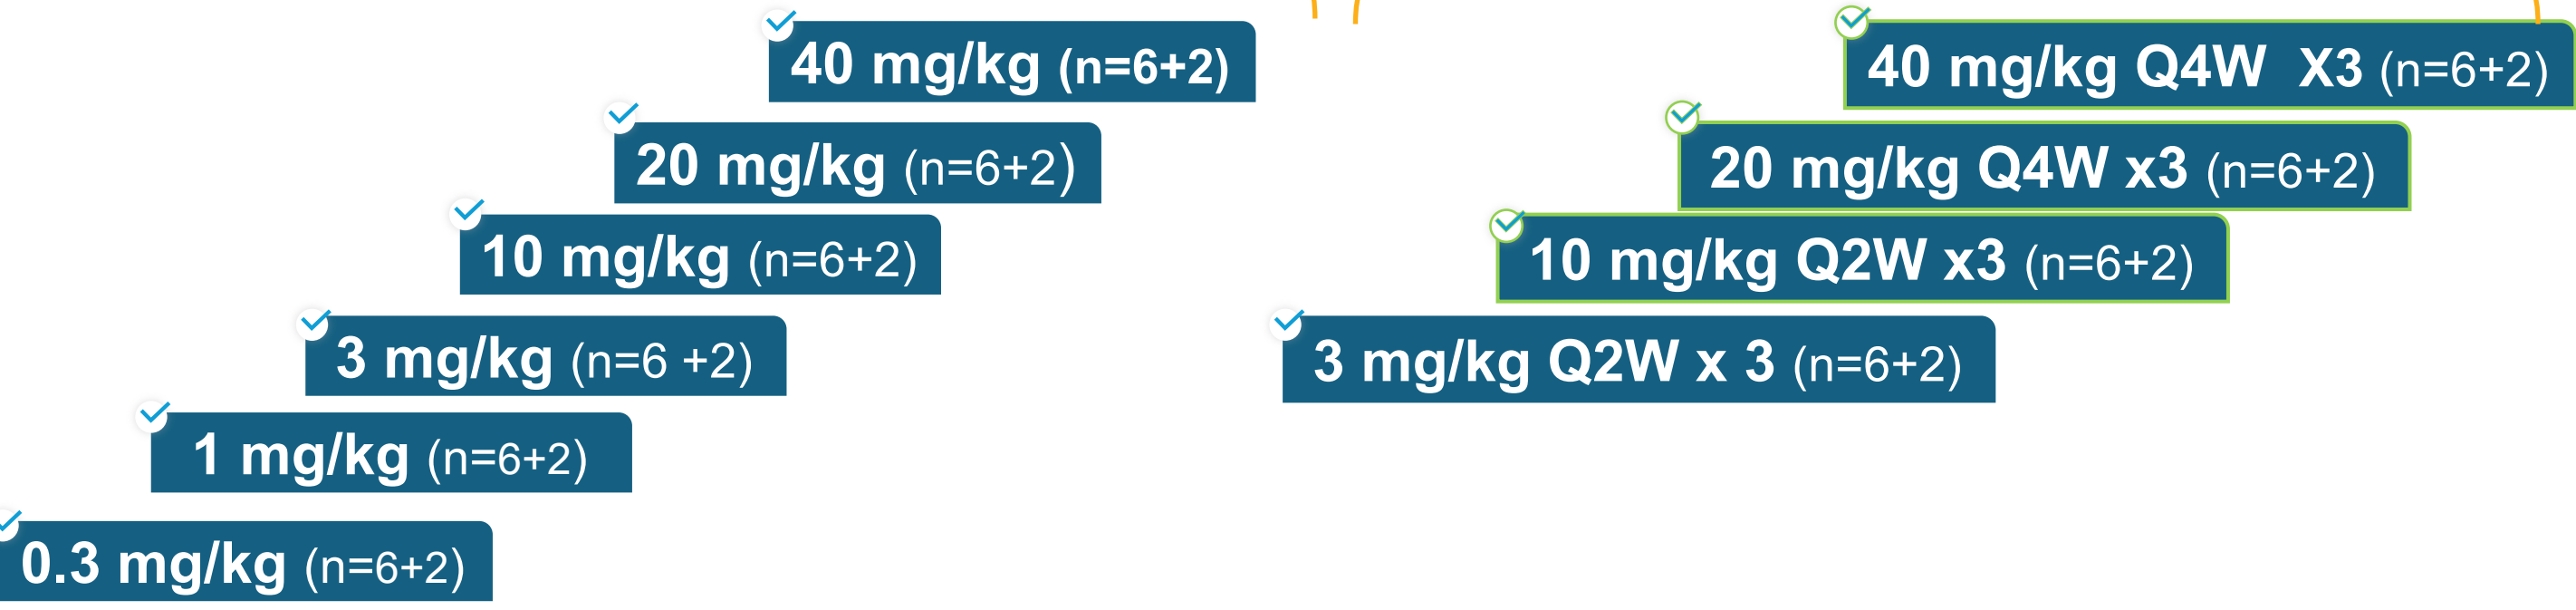 40 mg/kg (n=6+2)
20 mg/kg (n=6+2)
10 mg/kg (n=6+2)
3 mg/kg (n=6 +2)
1 mg/kg (n=6+2)
0.3 mg/kg (n=6+2)
40 mg/kg Q4W  X3 (n=6+2)
20 mg/kg Q4W x3 (n=6+2)
10 mg/kg Q2W x3 (n=6+2)
3 mg/kg Q2W x 3 (n=6+2)